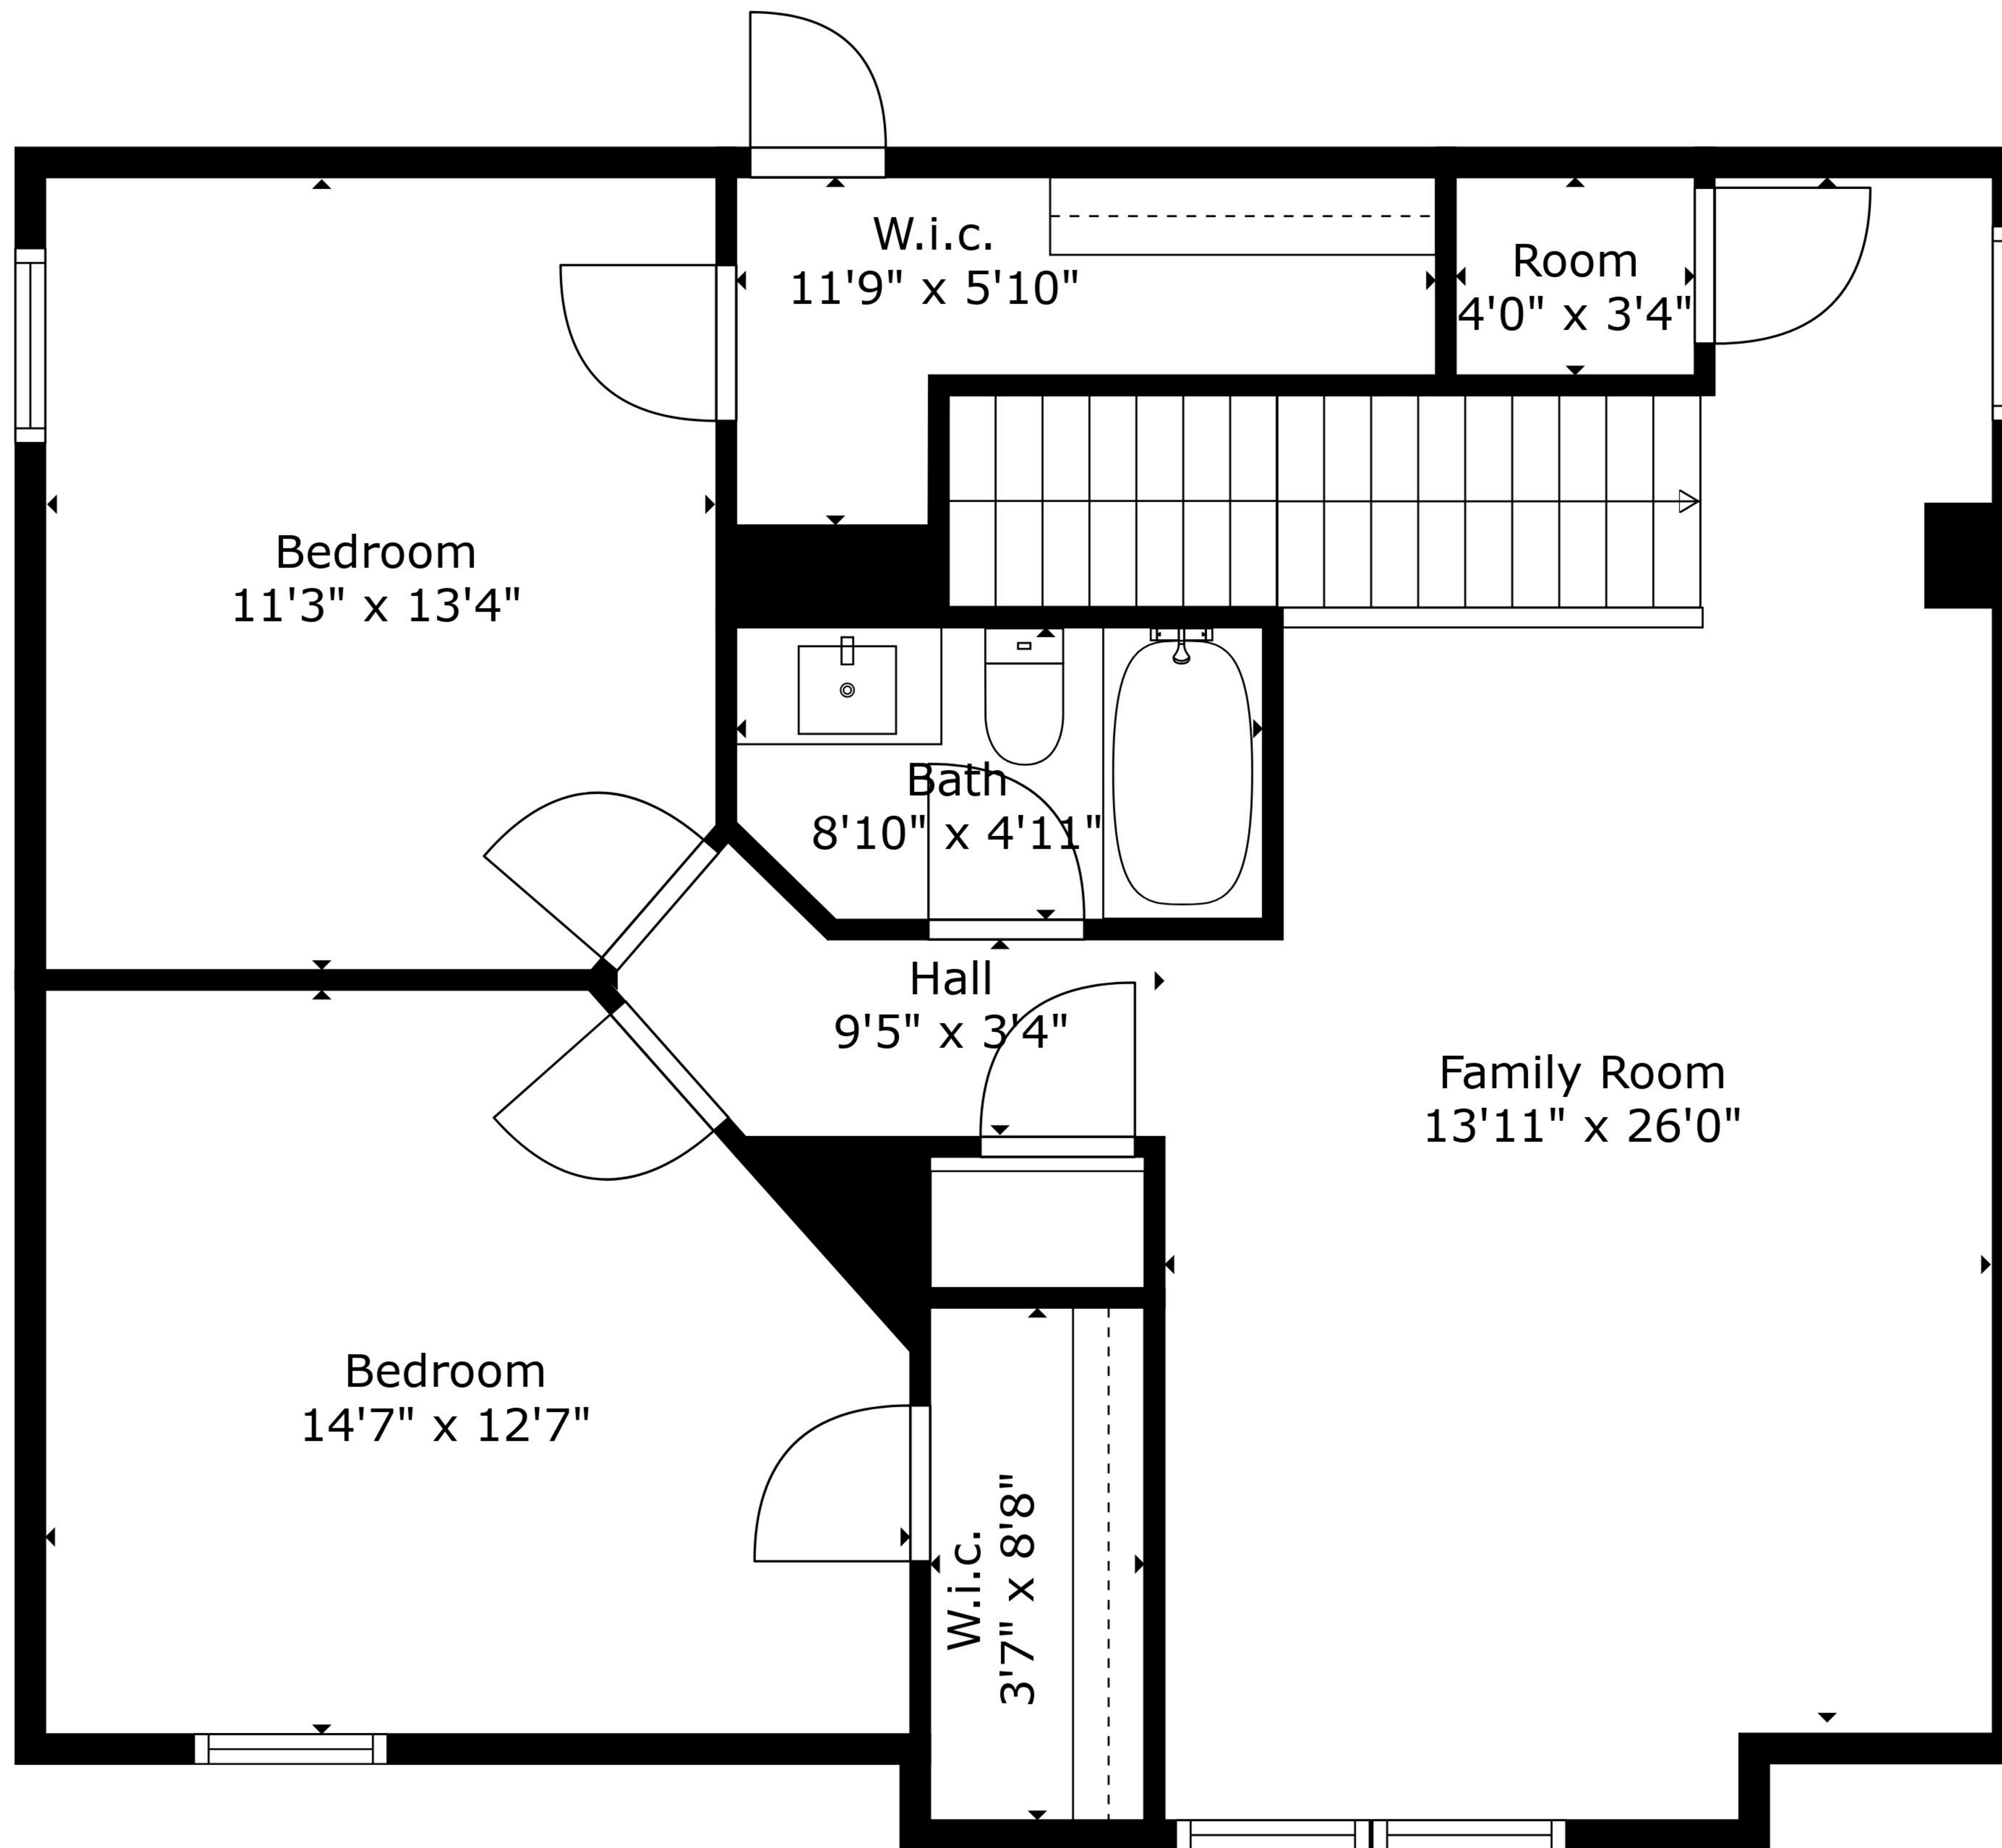 W.i.c.
11'9" x 5'10"
Room
4'0" x 3'4"
Bedroom
11'3" x 13'4"
Bath
8'10" x 4'11"
Hall
9'5" x 3'4"
Family Room
13'11" x 26'0"
Bedroom
14'7" x 12'7"
W.i.c.
3'7" x 8'8"